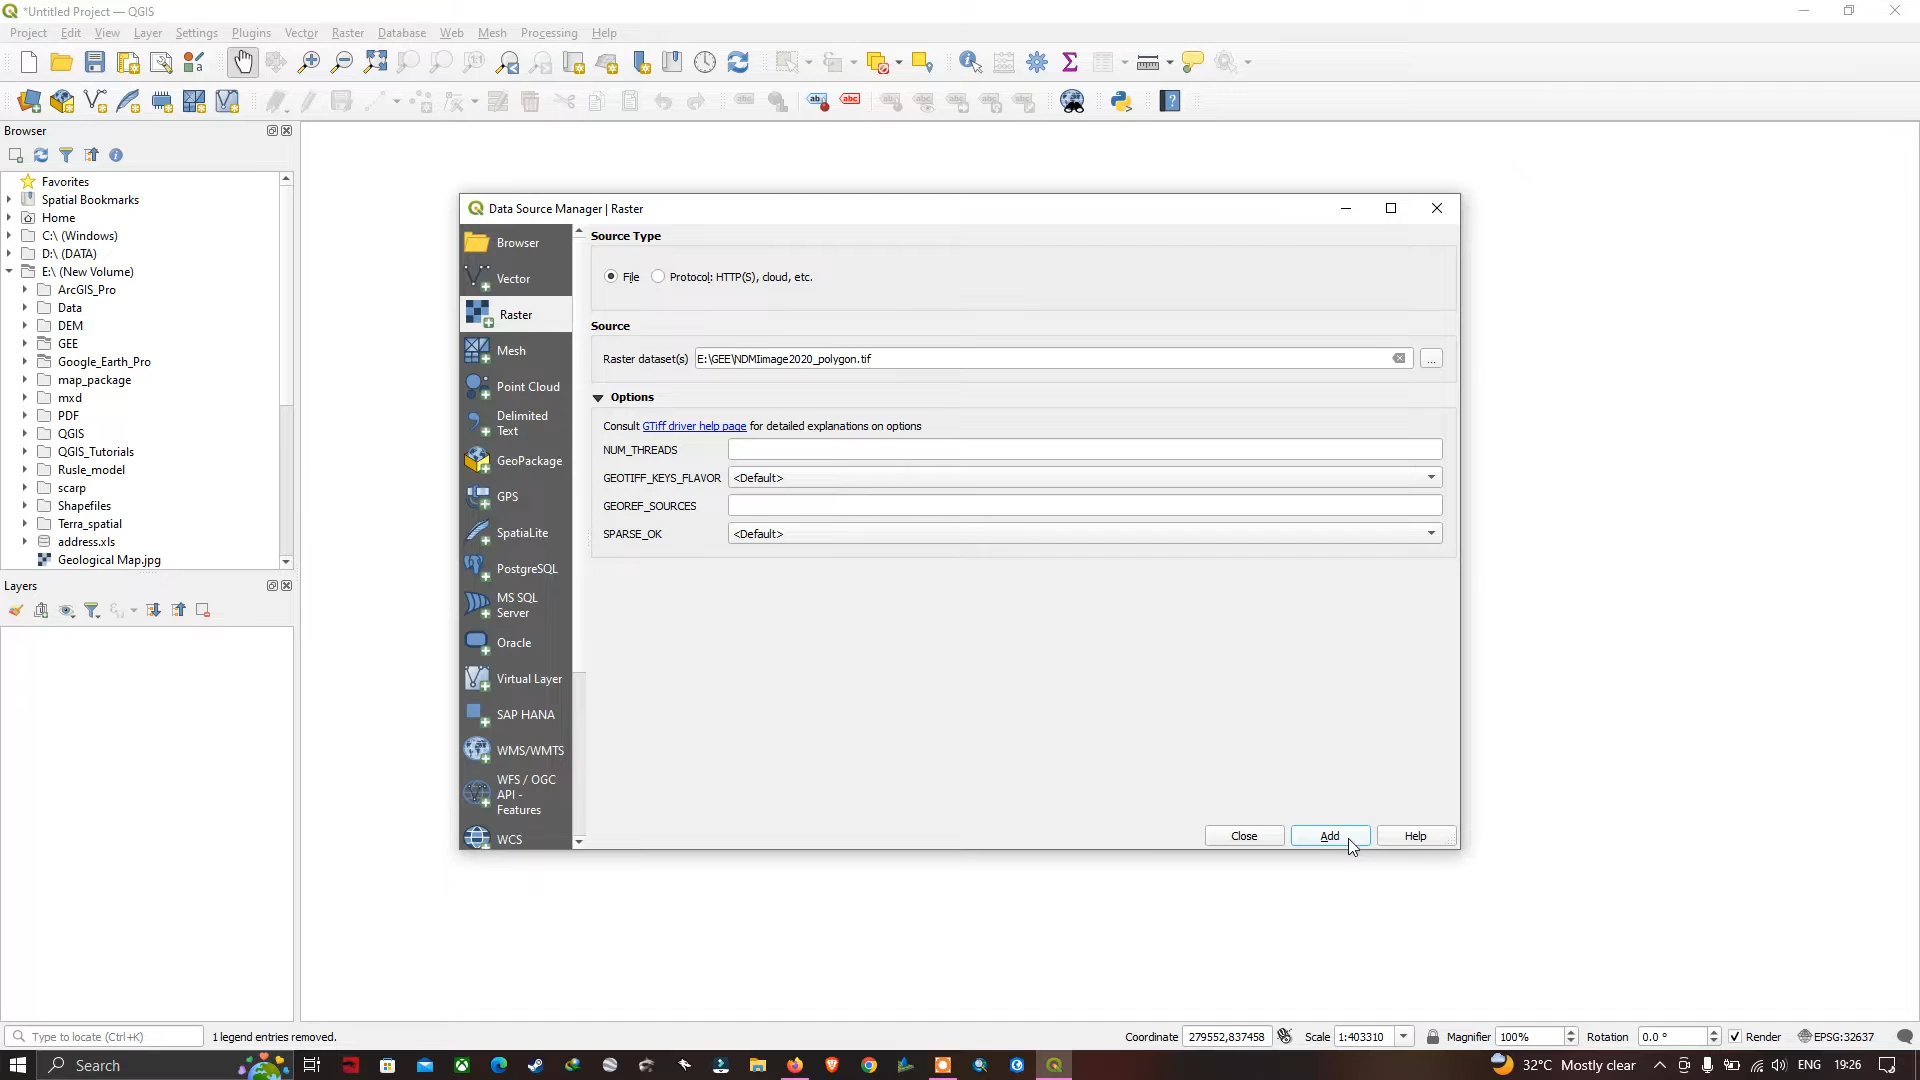 *Untitled Project — QGIS
Project Edit View Layer Settings Plugins Vector Raster Database Web Mesh Processing Help
Browser
Favorites
Spatial Bookmarks
Home
C:\ (Windows)
D:\ (DATA)
E:\ (New Volume)
ArcGIS_Pro
Data
DEM
GEE
Google_Earth_Pro
map_package
mxd
PDF
QGIS
QGIS_Tutorials
Rusle_model
scarp
Shapefiles
Terra_spatial
address.xls
Geological Map.jpg
Layers
Data Source Manager | Raster
Browser
Vector
Raster
Mesh
Point Cloud
Delimited
Text
GeoPackage
GPS
SpatiaLite
PostgreSQL
MS SQL
Server
Oracle
Virtual Layer
SAP HANA
WMS/WMTS
WFS / OGC
API -
Features
WCS
Source Type
File Protocol: HTTP(S), cloud, etc.
Source
Raster dataset(s) E:\GEE\NDMIimage2020_polygon.tif ...
Options
Consult GTiff driver help page for detailed explanations on options
NUM_THREADS
GEOTIFF_KEYS_FLAVOR <Default>
GEOREF_SOURCES
SPARSE_OK <Default>
Close Add Help
Type to locate (Ctrl+K) 1 legend entries removed. Coordinate 279552,837458 Scale 1:403310 Magnifier 100% Rotation 0.0 ° Render EPSG:32637
Search 32°C Mostly clear ENG 19:26